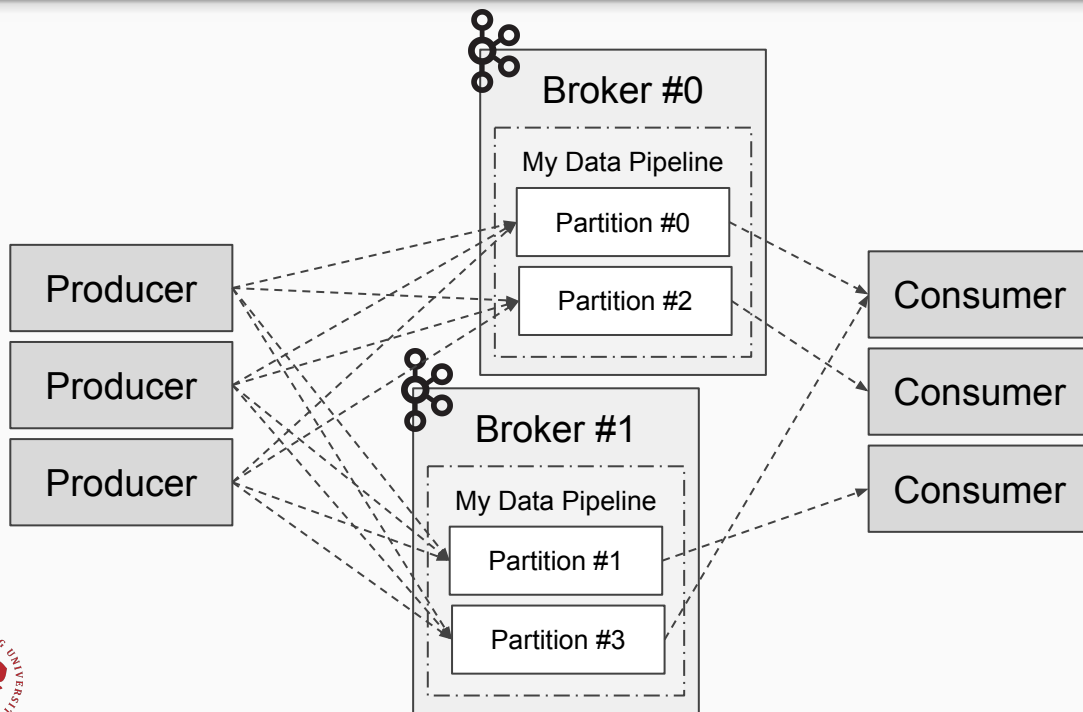 Broker #0
My Data Pipeline
Partition #0
Partition #2
Producer
Producer
Producer
Consumer
Consumer
Consumer
Broker #1
My Data Pipeline
Partition #1
Partition #3
G UNIVERSIT